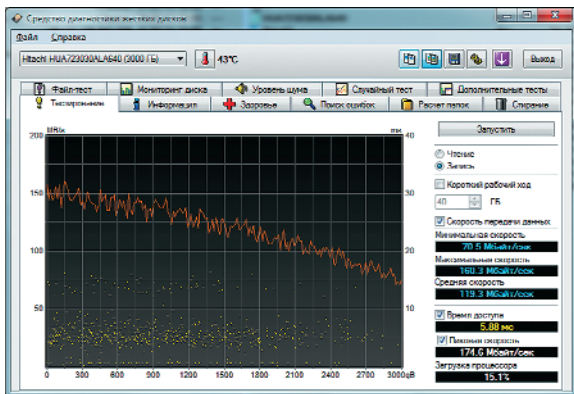 Средство диагностики жестких дисков
Файл Справка
Hitachi HUA723030ALA640 (3000 ГБ) 43°C Выход
Файл-тест Мониторинг диска Уровень шума Случайный тест Дополнительные тесты
Тестирование Информация Здоровье Поиск ошибок Расчет папок Стирание
200 МБ/s ms 40
150 30
100 20
50 10
0 300 600 900 1200 1500 1800 2100 2400 2700 3000
Запустить
Чтение
Запись
Короткий рабочий ход
40 ГБ
Скорость передачи данных
Минимальная скорость
70.5 Мбайт/сек
Максимальная скорость
160.3 Мбайт/сек
Средняя скорость
119.3 Мбайт/сек
Время доступа
5.88 мс
Пиковая скорость
174.6 Мбайт/сек
Загрузка процессора
15.1%